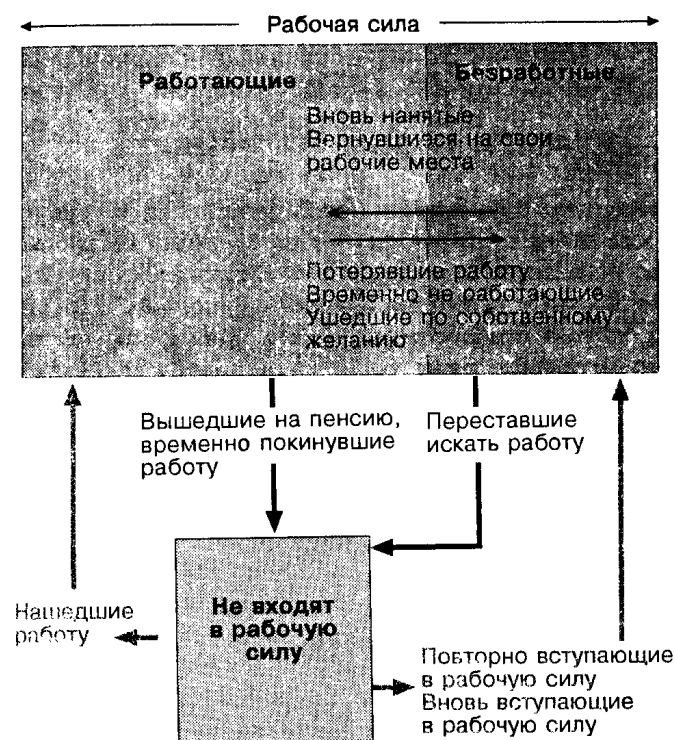 Рабочая сила
Работающие
Безработные
Вновь нанятые
Вернувшиеся на свои
рабочие места
Потерявшие работу
Временно не работающие
Ушедшие по собственному
желанию
Вышедшие на пенсию,
временно покинувшие
работу
Переставшие
искать работу
Нашедшие
работу
Не входят
в рабочую
силу
Повторно вступающие
в рабочую силу
Вновь вступающие
в рабочую силу